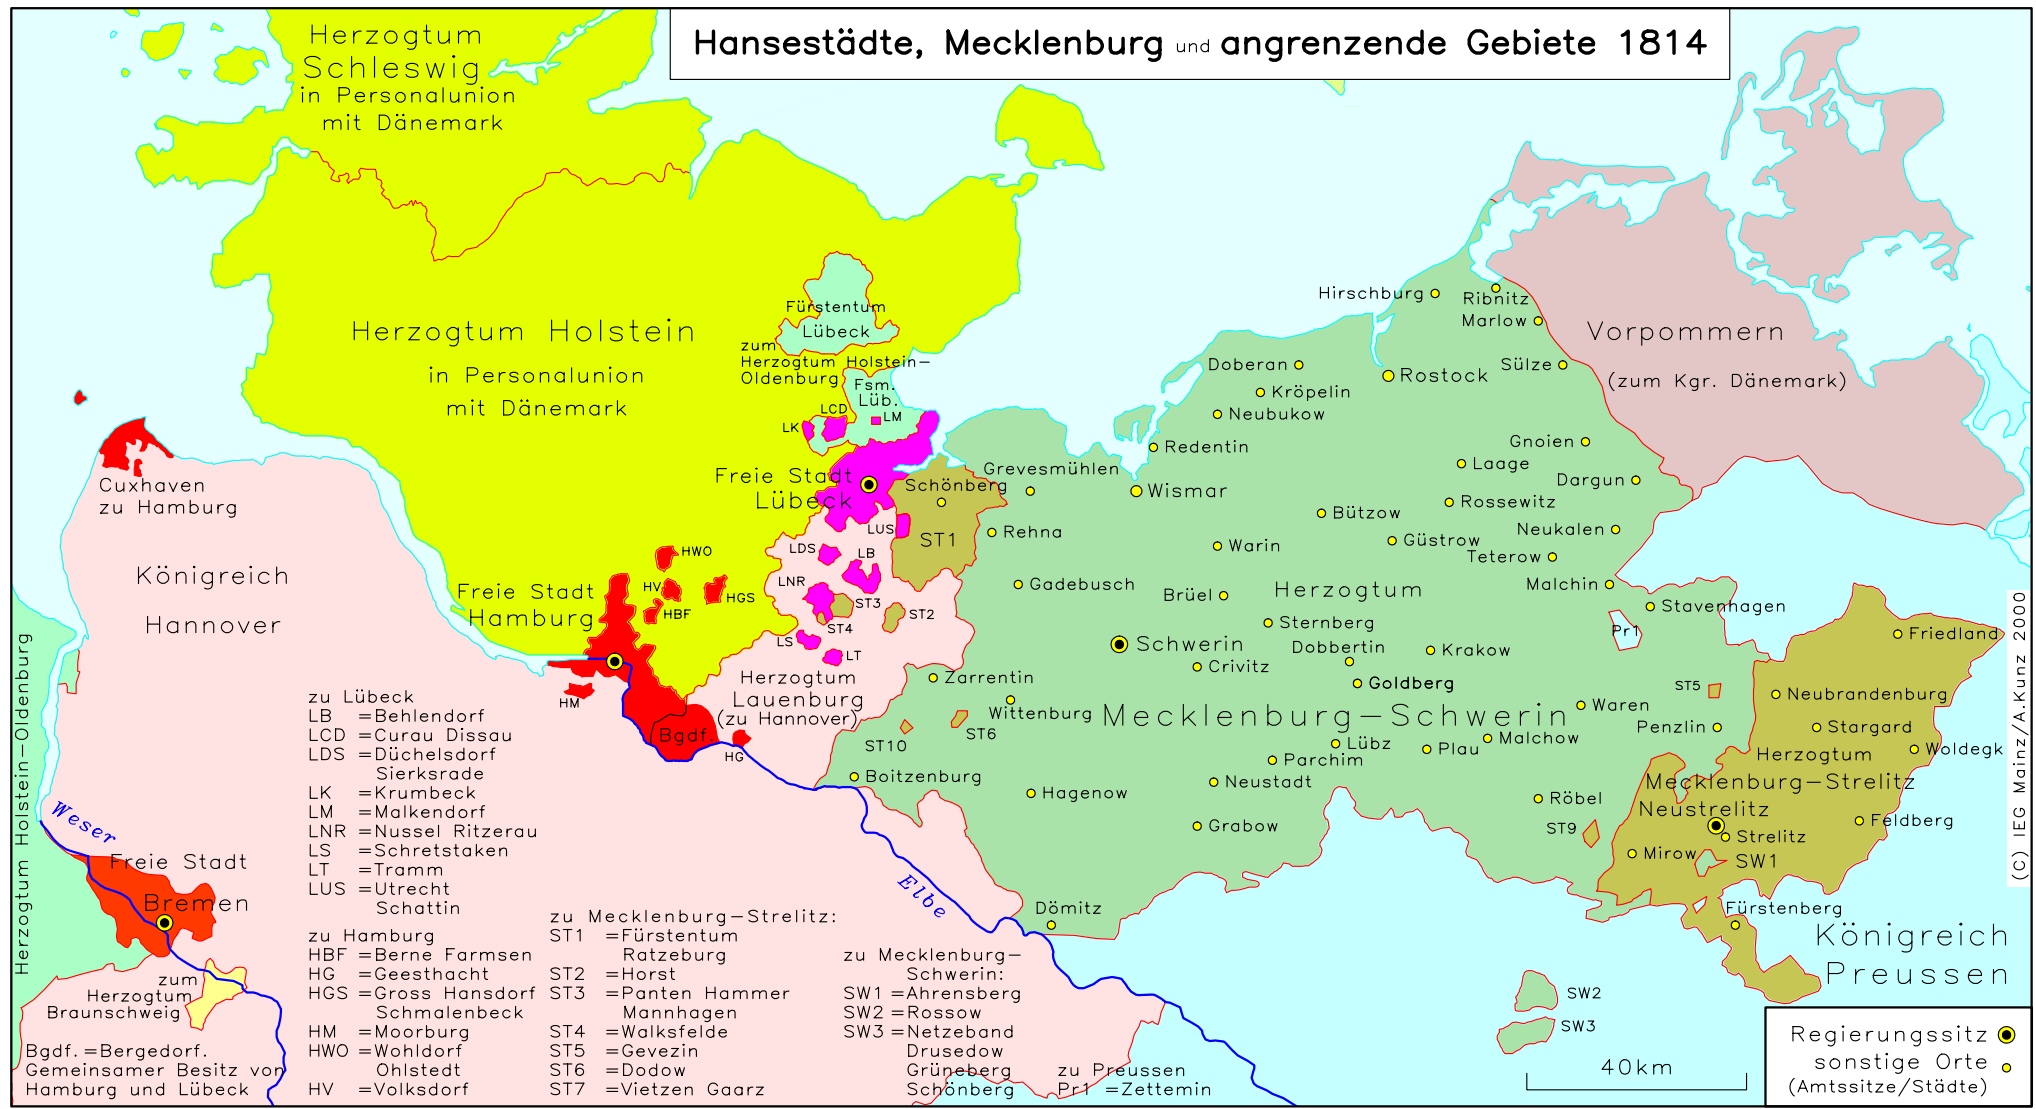 Hansestädte, Mecklenburg und angrenzende Gebiete 1814
Herzogtum
Schleswig
in Personalunion
mit Dänemark
Herzogtum Holstein
in Personalunion
mit Dänemark
Fürstentum
Lübeck
zum
Herzogtum Holstein-
Oldenburg
Fsm.
Lüb.
LCD
LM
LK
Freie Stadt
Lübeck
Schönberg
ST1
LUS
LDS
LB
LNR
ST3
ST2
ST4
LS
LT
Herzogtum
Lauenburg
(zu Hannover)
HWO
HV
HGS
HBF
Freie Stadt
Hamburg
HM
Bgdf.
HG
Cuxhaven
zu Hamburg
Königreich
Hannover
Herzogtum Holstein-Oldenburg
Weser
Freie Stadt
Bremen
zum
Herzogtum
Braunschweig
Bgdf.=Bergedorf.
Gemeinsamer Besitz von
Hamburg und Lübeck
zu Lübeck
LB =Behlendorf
LCD =Curau Dissau
LDS =Düchelsdorf
Sierksrade
LK =Krumbeck
LM =Malkendorf
LNR =Nussel Ritzerau
LS =Schretstaken
LT =Tramm
LUS =Utrecht
Schattin
zu Hamburg
HBF =Berne Farmsen
HG =Geesthacht
HGS =Gross Hansdorf
Schmalenbeck
HM =Moorburg
HWO =Wohldorf
Ohlstedt
HV =Volksdorf
zu Mecklenburg-Strelitz:
ST1 =Fürstentum
Ratzeburg
ST2 =Horst
ST3 =Panten Hammer
Mannhagen
ST4 =Walksfelde
ST5 =Gevezin
ST6 =Dodow
ST7 =Vietzen Gaarz
zu Mecklenburg-
Schwerin:
SW1 =Ahrensberg
SW2 =Rossow
SW3 =Netzeband
Drusedow
Grüneberg
Schönberg
zu Preussen
Pr1 =Zettemin
Elbe
Hirschburg
Ribnitz
Marlow
Vorpommern
(zum Kgr. Dänemark)
Doberan
Rostock
Sülze
Kröpelin
Neubukow
Redentin
Gnoien
Laage
Dargun
Grevesmühlen
Wismar
Rossewitz
Bützow
Neukalen
Rehna
Warin
Güstrow
Teterow
Gadebusch
Brüel
Herzogtum
Malchin
Stavenhagen
Sternberg
Pr1
Friedland
Schwerin
Dobbertin
Krakow
Crivitz
Zarrentin
Goldberg
ST5
Neubrandenburg
Wittenburg
Mecklenburg-Schwerin
Waren
ST6
ST10
Penzlin
Stargard
Lübz
Plau
Malchow
Herzogtum
Woldegk
Parchim
Boitzenburg
Neustadt
Mecklenburg-Strelitz
Hagenow
Röbel
Neustrelitz
Grabow
ST9
Strelitz
Feldberg
Mirow
SW1
Dömitz
Fürstenberg
Königreich
Preussen
SW2
SW3
40km
Regierungssitz
sonstige Orte
(Amtssitze/Städte)
(C) IEG Mainz/A.Kunz 2000